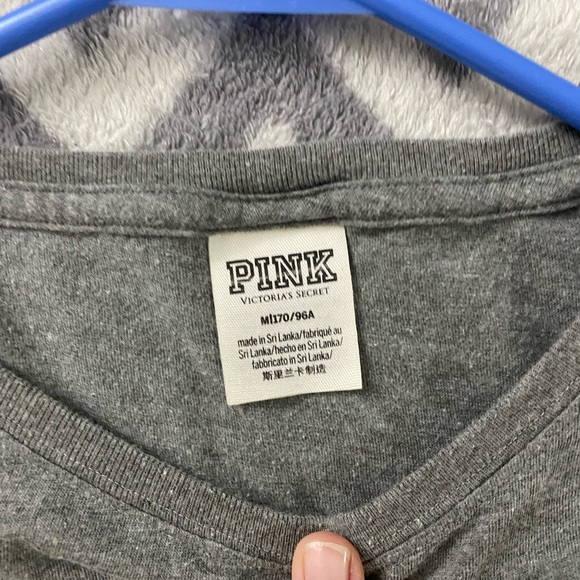 PINK
VICTORIA'S SECRET
M|170/96A
made in Sri Lanka/fabriqué au
Sri Lanka/hecho en Sri Lanka/
fabbricato in Sri Lanka/
斯里兰卡制造